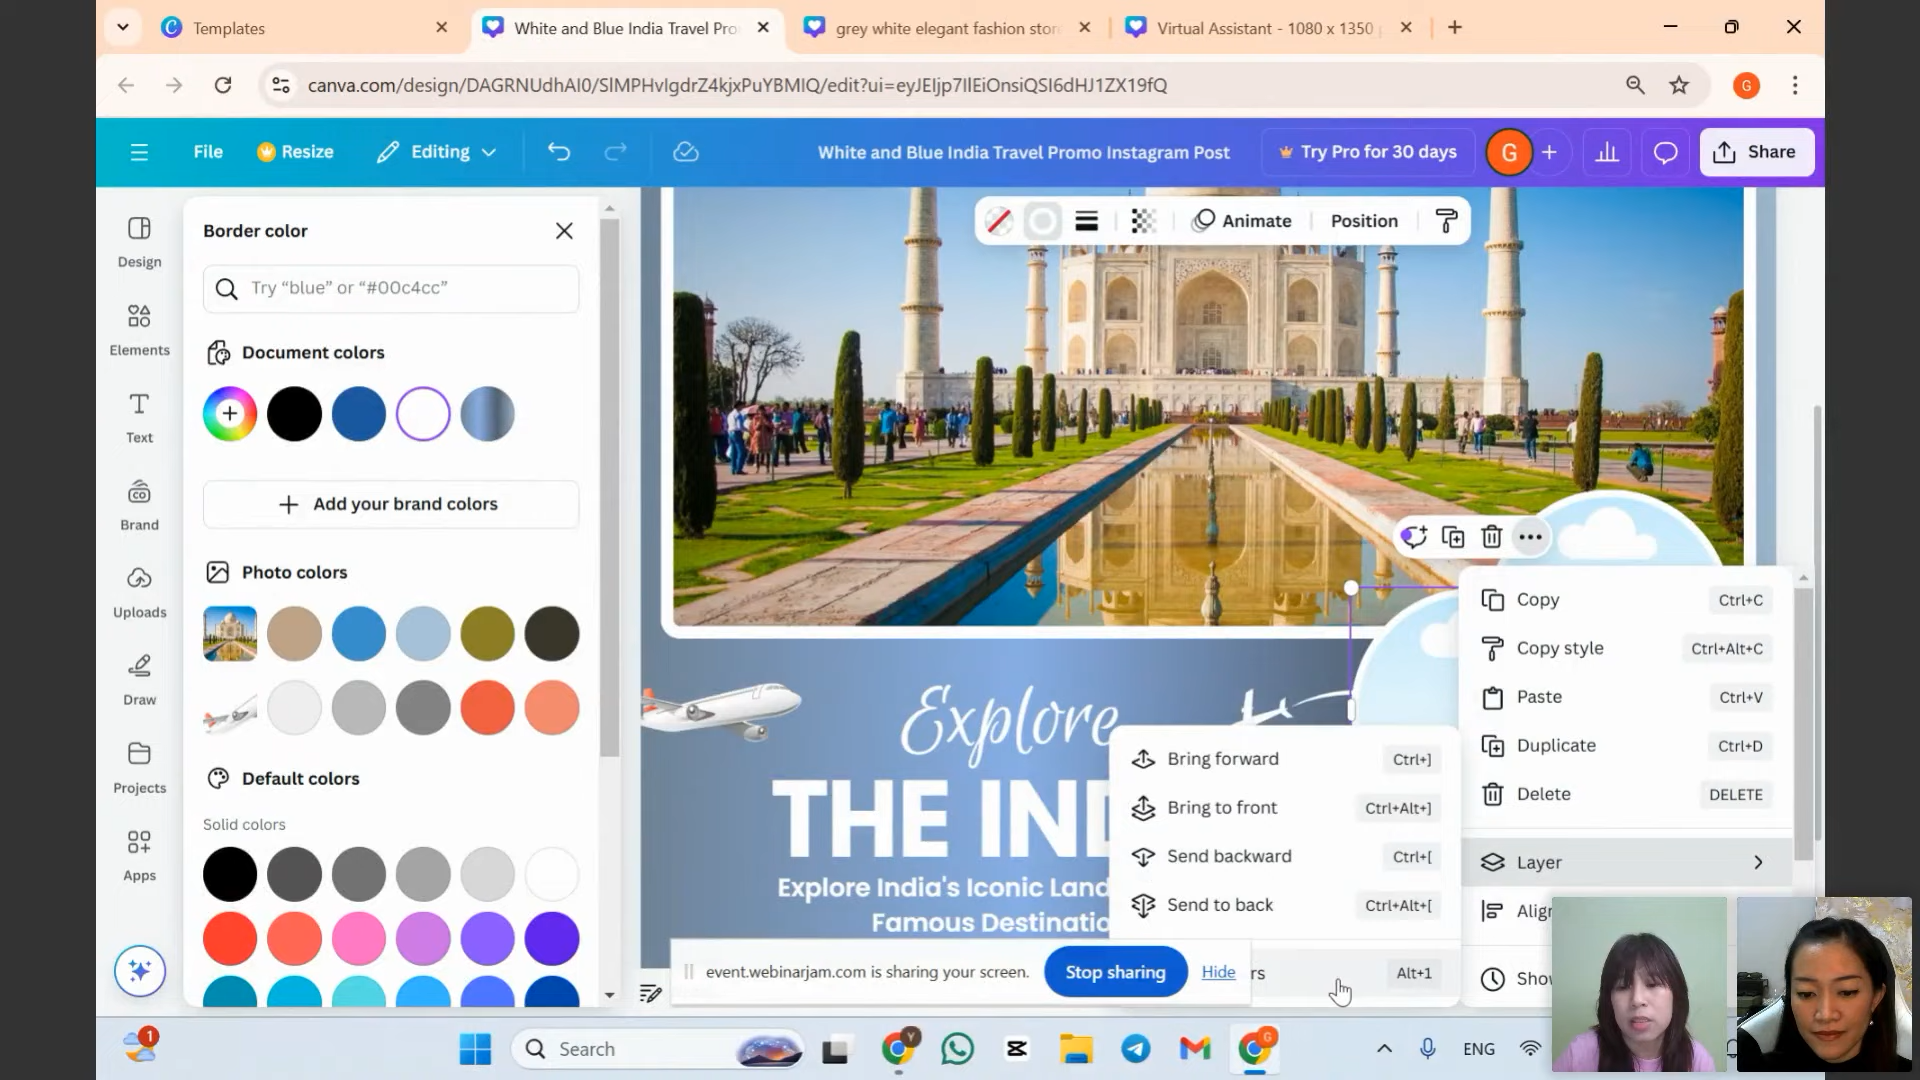 Templates
White and Blue India Travel Pro
grey white elegant fashion stor
Virtual Assistant - 1080 x 1350
canva.com/design/DAGRNUdhAI0/SlMPHvIgdrZ4kjxPuYBMIQ/edit?ui=eyJEIjp7IlEiOnsiQSI6dHJ1ZX19fQ
G
File
Resize
Editing
White and Blue India Travel Promo Instagram Post
Try Pro for 30 days
G
Share
Design
Elements
Text
Brand
Uploads
Draw
Projects
Apps
Border color
Try “blue” or “#00c4cc”
Document colors
Add your brand colors
Photo colors
Default colors
Solid colors
Animate
Position
Explore
THE IND
Explore India's Iconic Land
Famous Destinatio
Copy Ctrl+C
Copy style Ctrl+Alt+C
Paste Ctrl+V
Duplicate Ctrl+D
Delete DELETE
Layer
Align
Show
Bring forward Ctrl+]
Bring to front Ctrl+Alt+]
Send backward Ctrl+[
Send to back Ctrl+Alt+[
rs Alt+1
event.webinarjam.com is sharing your screen.
Stop sharing
Hide
1
Search
Y
G
ENG